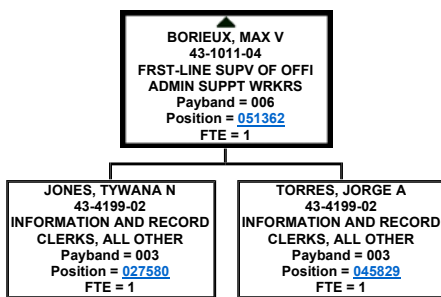 BORIEUX, MAX V
43-1011-04
FRST-LINE SUPV OF OFFI
ADMIN SUPPT WRKRS
Payband = 006
Position = 051362
FTE = 1
JONES, TYWANA N
43-4199-02
INFORMATION AND RECORD
CLERKS, ALL OTHER
Payband = 003
Position = 027580
FTE = 1
TORRES, JORGE A
43-4199-02
INFORMATION AND RECORD
CLERKS, ALL OTHER
Payband = 003
Position = 045829
FTE = 1